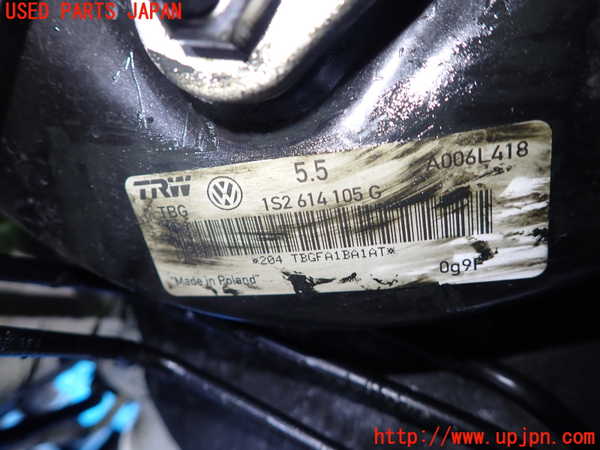 USED PARTS JAPAN
5.5
A006L418
TRW
TBG
1S2 614 105 G
*204 TBGFA1BA1AT*
"Made in Poland"
0g9F
http://www.upjpn.com/